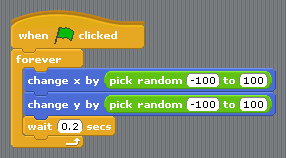 when clicked
forever
change x by pick random -100 to 100
change y by pick random -100 to 100
wait 0.2 secs